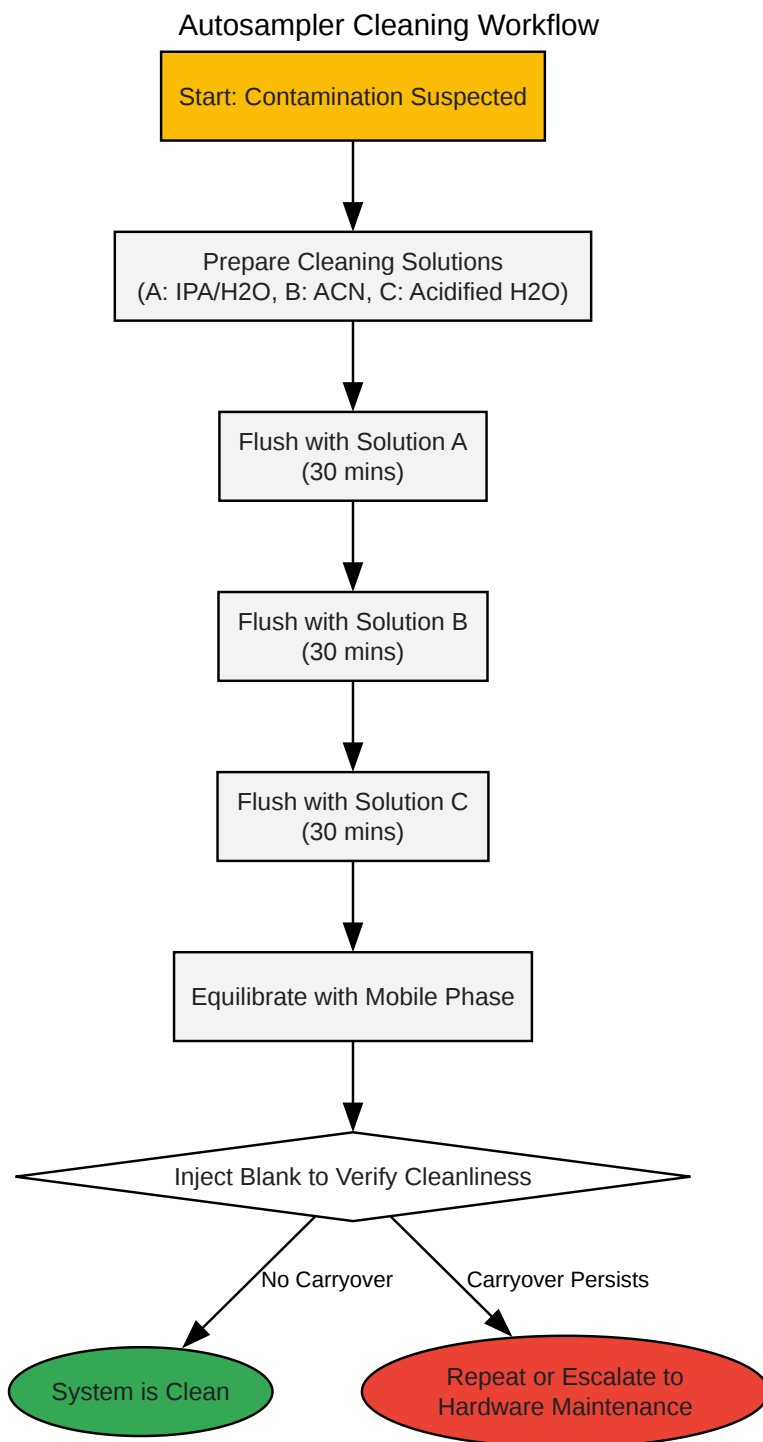 Autosampler Cleaning Workflow
Start: Contamination Suspected
Prepare Cleaning Solutions
(A: IPA/H2O, B: ACN, C: Acidified H2O)
Flush with Solution A
(30 mins)
Flush with Solution B
(30 mins)
Flush with Solution C
(30 mins)
Equilibrate with Mobile Phase
Inject Blank to Verify Cleanliness
No Carryover
Carryover Persists
System is Clean
Repeat or Escalate to
Hardware Maintenance